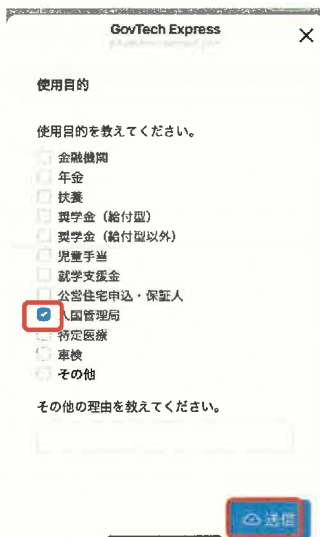 GovTech Express
使用目的
使用目的を教えてください。
金融機関
年金
扶養
奨学金（給付型）
奨学金（給付型以外）
児童手当
就学支援金
公営住宅申込・保証人
入国管理局
特定医療
車検
その他
その他の理由を教えてください。
送信